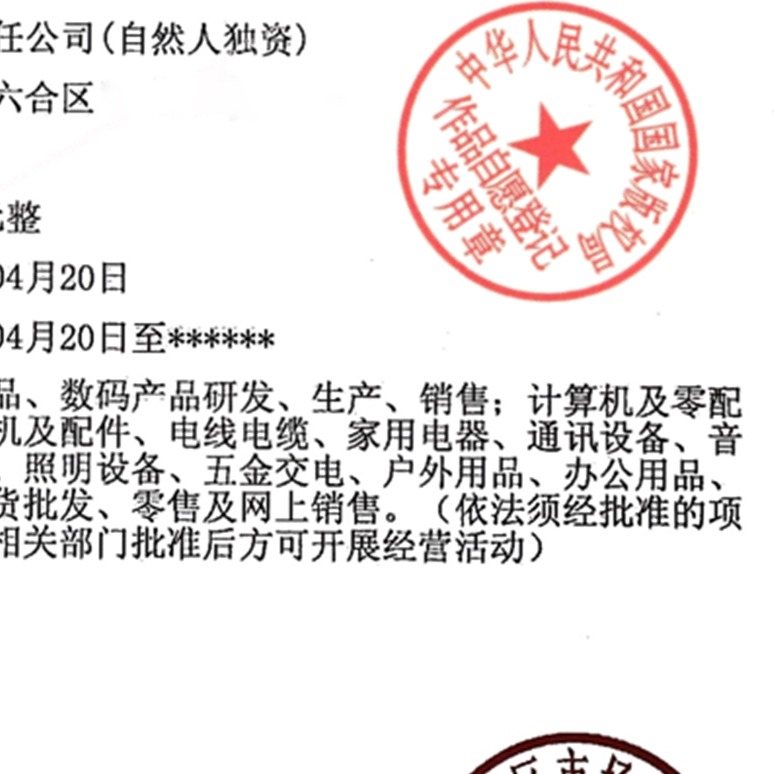 任公司(自然人独资)
六合区
整
04月20日
04月20日至******
品、数码产品研发、生产、销售;计算机及零配
机及配件、电线电缆、家用电器、通讯设备、音
、照明设备、五金交电、户外用品、办公用品、
货批发、零售及网上销售。(依法须经批准的项
相关部门批准后方可开展经营活动)
中华人民共和国国家版权局
作品自愿登记
专用章
市场